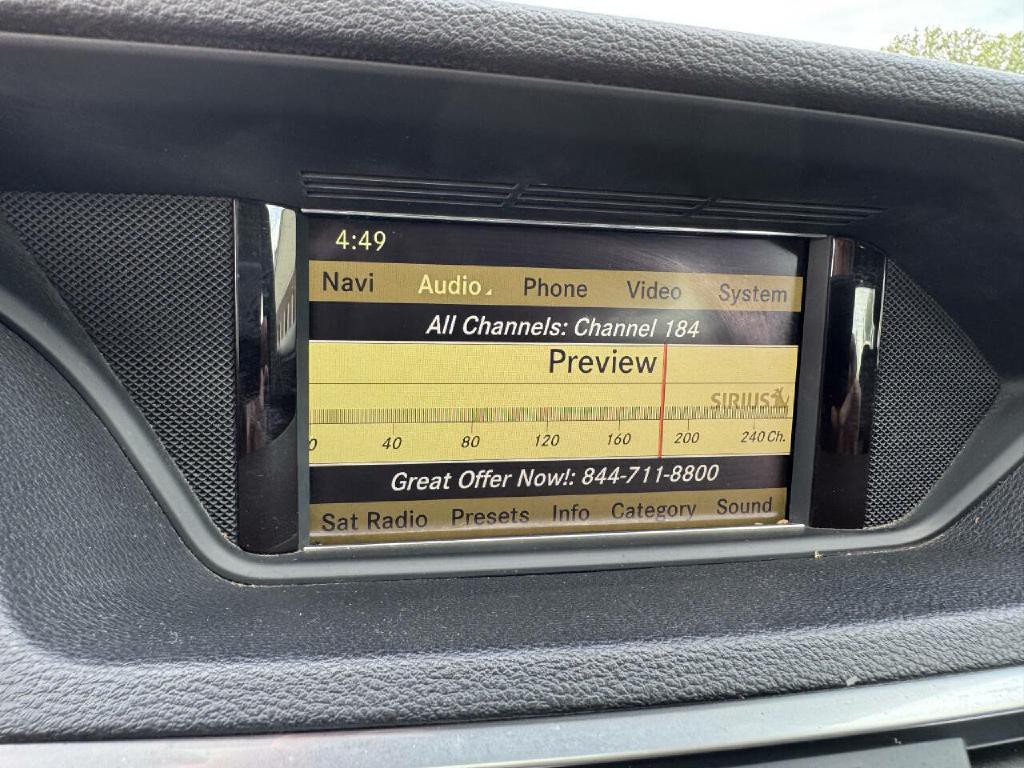 4:49
Navi Audio Phone Video System
All Channels: Channel 184
Preview
SIRIUS
0 40 80 120 160 200 240 Ch.
Great Offer Now!: 844-711-8800
Sat Radio Presets Info Category Sound